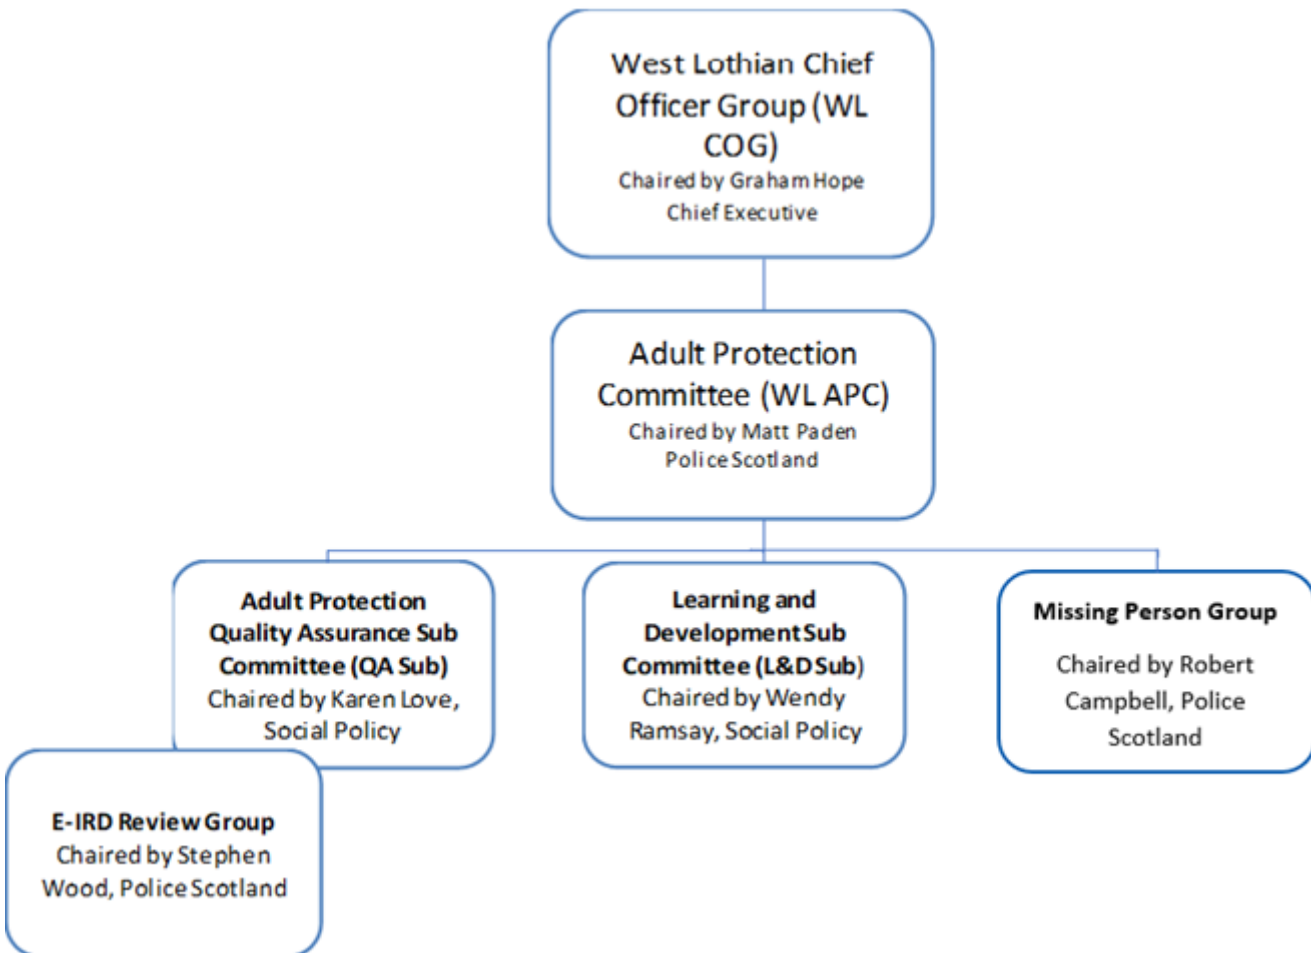 West Lothian Chief
Officer Group (WL
COG)
Chaired by Graham Hope
Chief Executive
Adult Protection
Committee (WL APC)
Chaired by Matt Paden
Police Scotland
Adult Protection
Quality Assurance Sub
Committee (QA Sub)
Chaired by Karen Love,
Social Policy
Learning and
Development Sub
Committee (L&D Sub)
Chaired by Wendy
Ramsay, Social Policy
Missing Person Group
Chaired by Robert
Campbell, Police
Scotland
E-IRD Review Group
Chaired by Stephen
Wood, Police Scotland